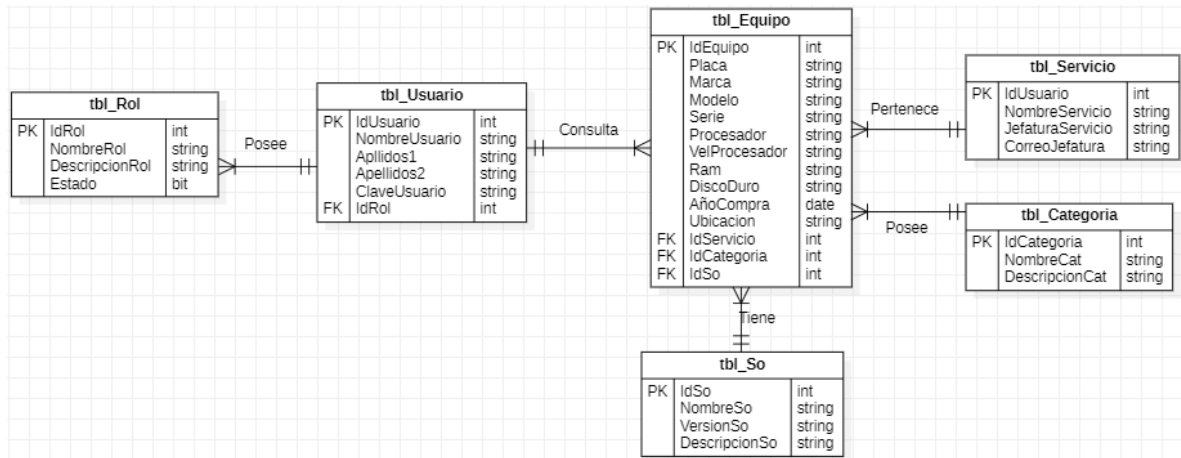 tbl_Rol
PK IdRol int
NombreRol string
DescripcionRol string
Estado bit
Posee
tbl_Usuario
PK IdUsuario int
NombreUsuario string
Apllidos1 string
Apellidos2 string
ClaveUsuario string
FK IdRol int
Consulta
tbl_Equipo
PK IdEquipo int
Placa string
Marca string
Modelo string
Serie string
Procesador string
VelProcesador string
Ram string
DiscoDuro string
AñoCompra date
Ubicacion string
FK IdServicio int
FK IdCategoria int
FK IdSo int
Pertenece
tbl_Servicio
PK IdUsuario int
NombreServicio string
JefaturaServicio string
CorreoJefatura string
Posee
tbl_Categoria
PK IdCategoria int
NombreCat string
DescripcionCat string
Tiene
tbl_So
PK IdSo int
NombreSo string
VersionSo string
DescripcionSo string